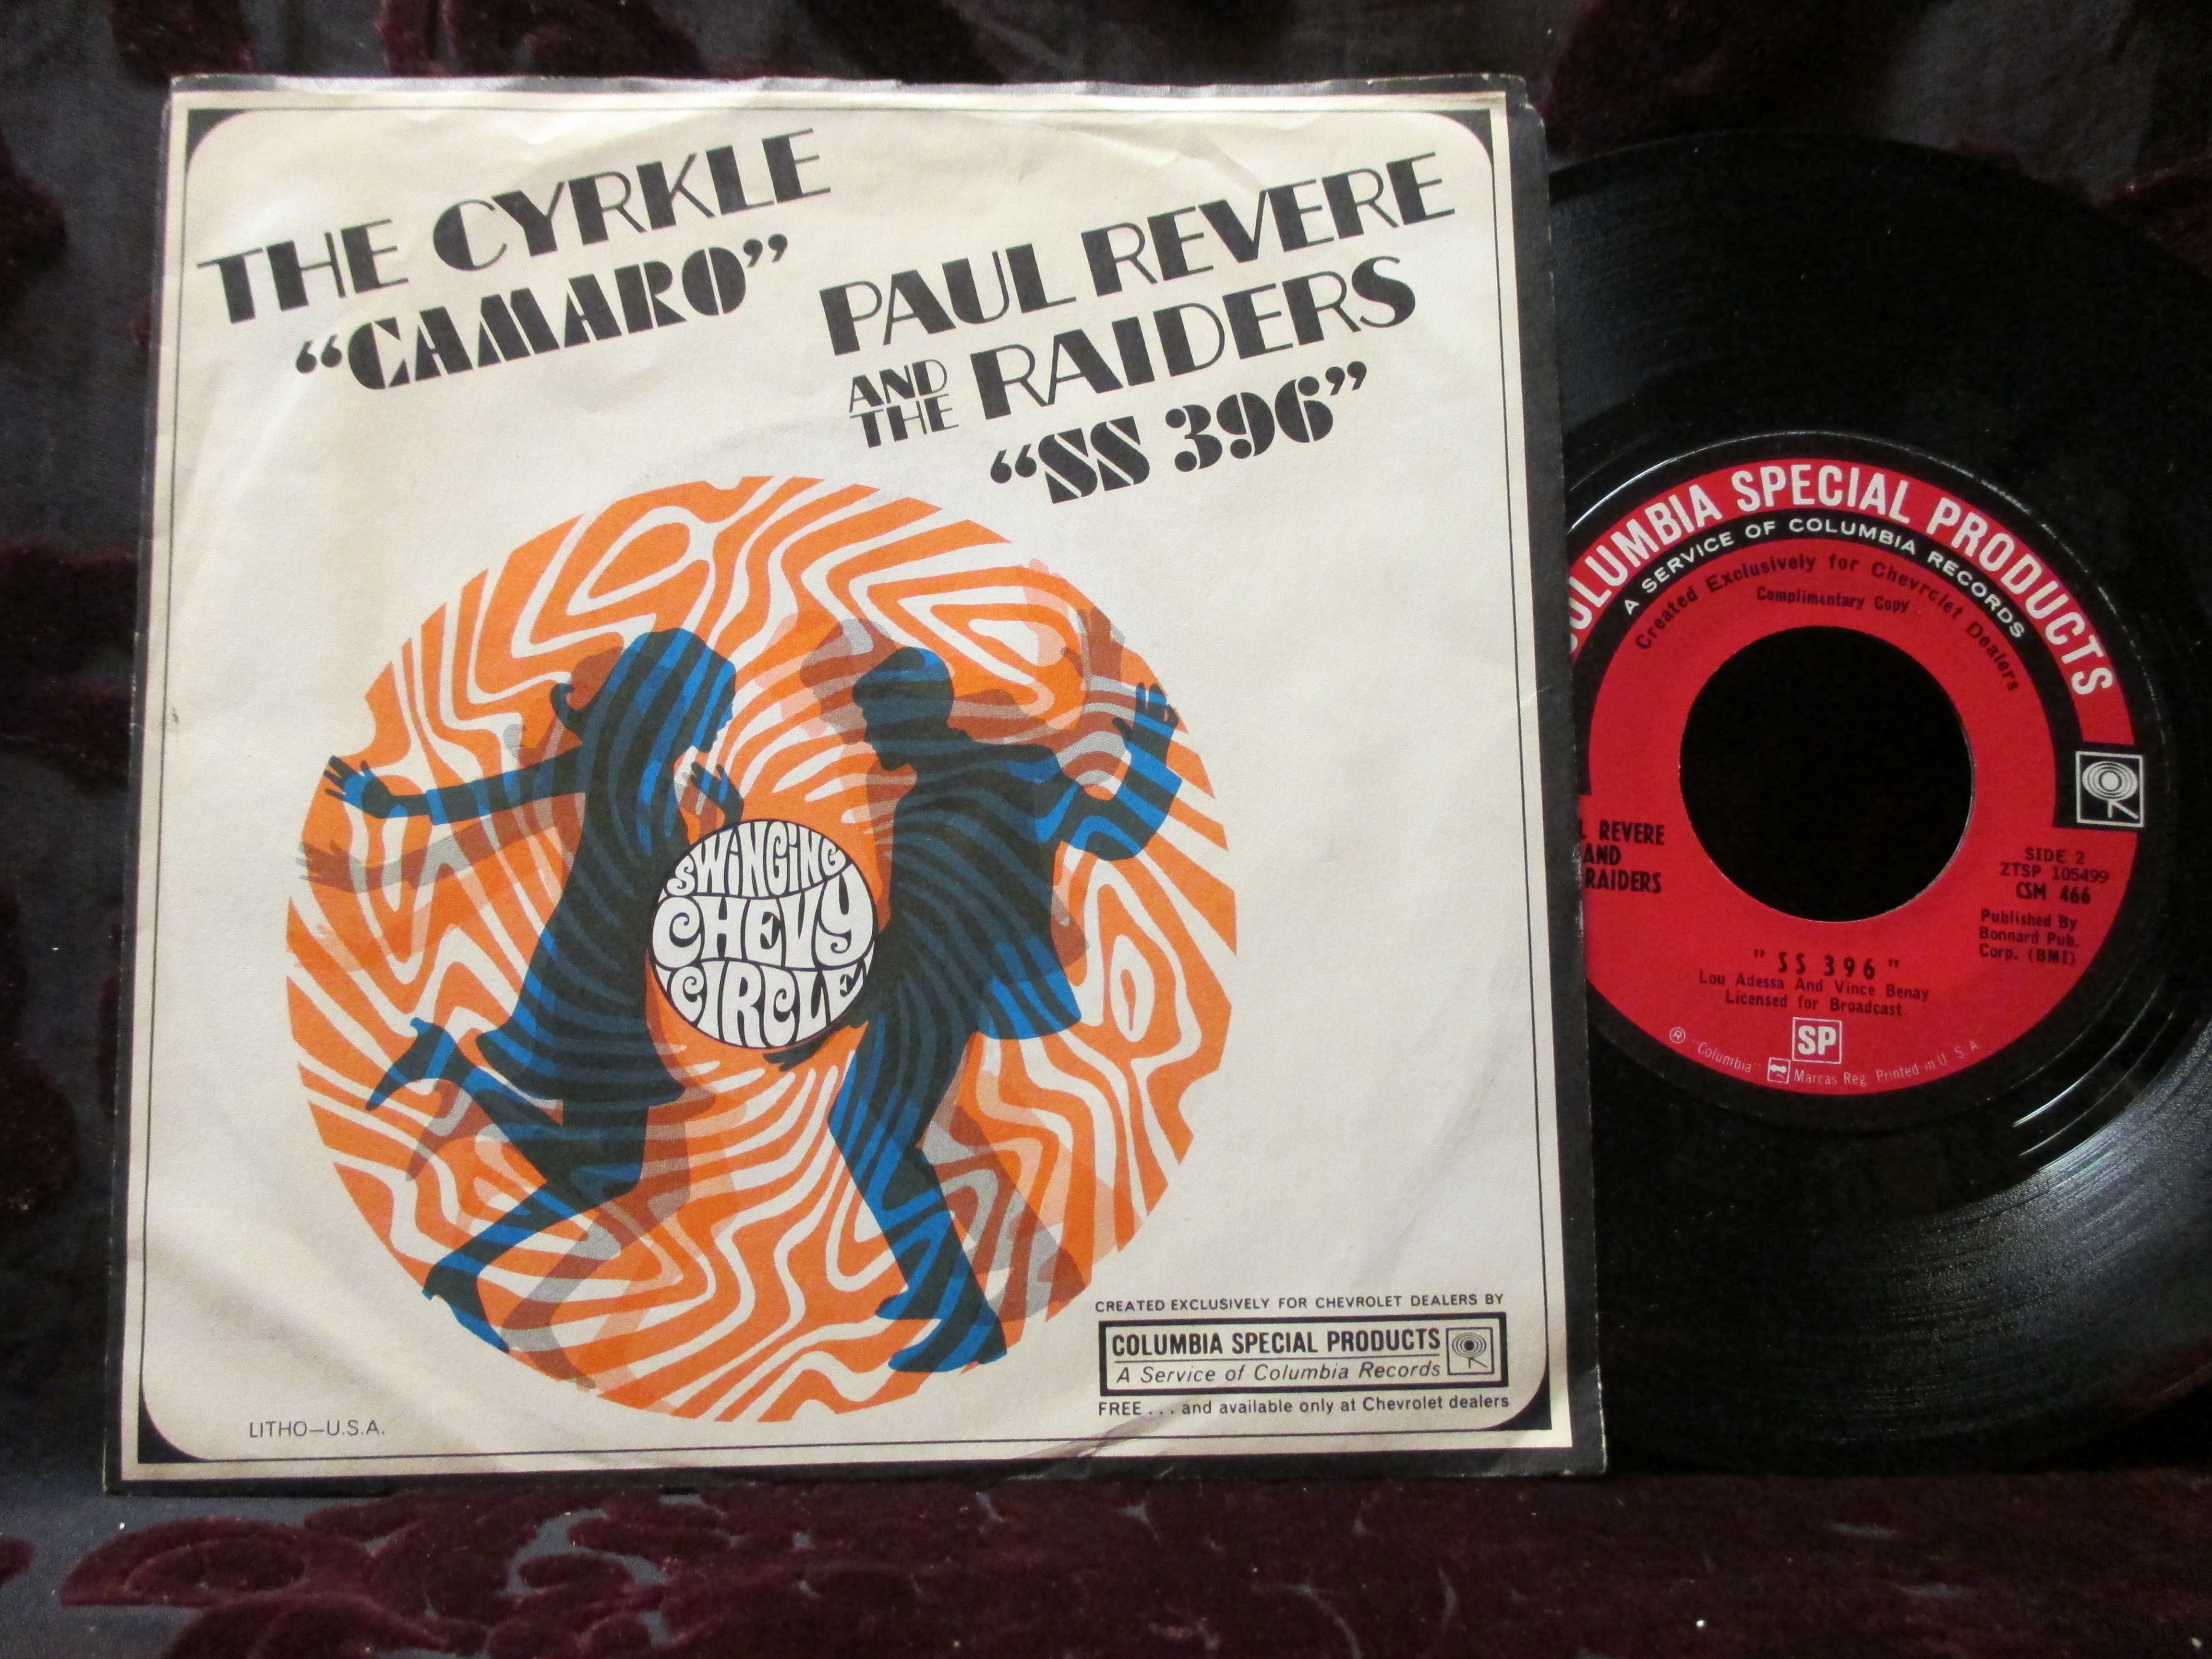 THE CYRKLE
"CAMARO"
PAUL REVERE
AND THE RAIDERS
"SS 396"
SWINGING
CHEVY
CIRCLE
CREATED EXCLUSIVELY FOR CHEVROLET DEALERS BY
COLUMBIA SPECIAL PRODUCTS
A Service of Columbia Records
FREE . . . and available only at Chevrolet dealers
LITHO—U.S.A.
COLUMBIA SPECIAL PRODUCTS
A SERVICE OF COLUMBIA RECORDS
Created Exclusively for Chevrolet Dealers
Complimentary Copy
L REVERE
AND
RAIDERS
SIDE 2
ZTSP 105499
CSM 466
Published By
Bonnard Pub.
Corp. (BMI)
" SS 396 "
Lou Adessa And Vince Benay
Licensed for Broadcast
SP
® "Columbia" Marcas Reg Printed in U S A